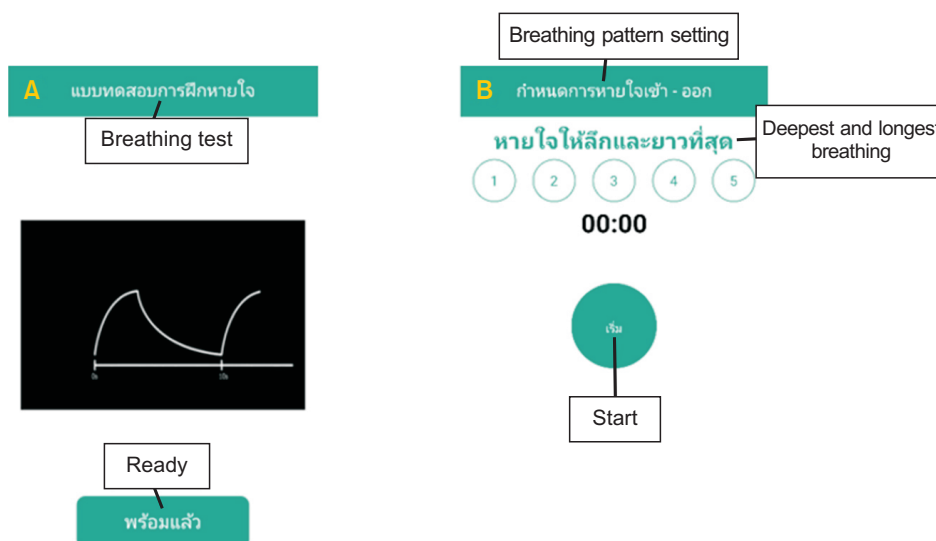 A แบบทดสอบการฝึกหายใจ
Breathing test
0s 10s
Ready
พร้อมแล้ว
Breathing pattern setting
B กำหนดการหายใจเข้า - ออก
หายใจให้ลึกและยาวที่สุด
Deepest and longest
breathing
1 2 3 4 5
00:00
เริ่ม
Start